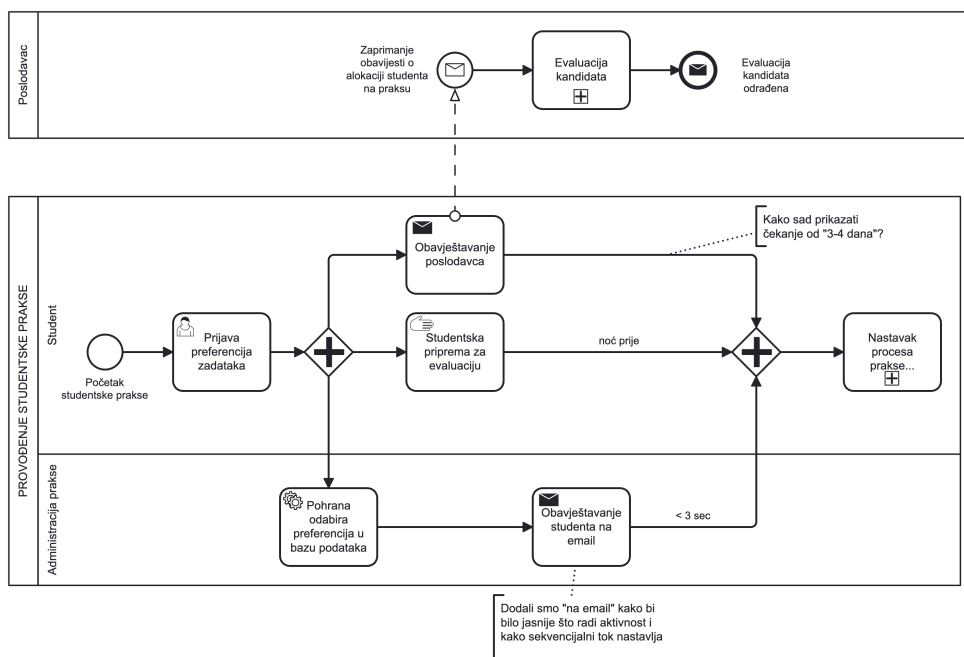 Poslodavac
Zaprimanje
obavijesti o
alokaciji studenta
na praksu
Evaluacija
kandidata
Evaluacija
kandidata
odrađena
PROVOĐENJE STUDENTSKE PRAKSE
Student
Početak
studentske prakse
Prijava
preferencija
zadataka
Obavještavanje
poslodavca
Kako sad prikazati
čekanje od "3-4 dana"?
Studentska
priprema za
evaluaciju
noć prije
Nastavak
procesa
prakse...
Administracija prakse
Pohrana
odabira
preferencija u
bazu podataka
Obavještavanje
studenta na
email
< 3 sec
Dodali smo "na email" kako bi
bilo jasnije što radi aktivnost i
kako sekvencijalni tok nastavlja